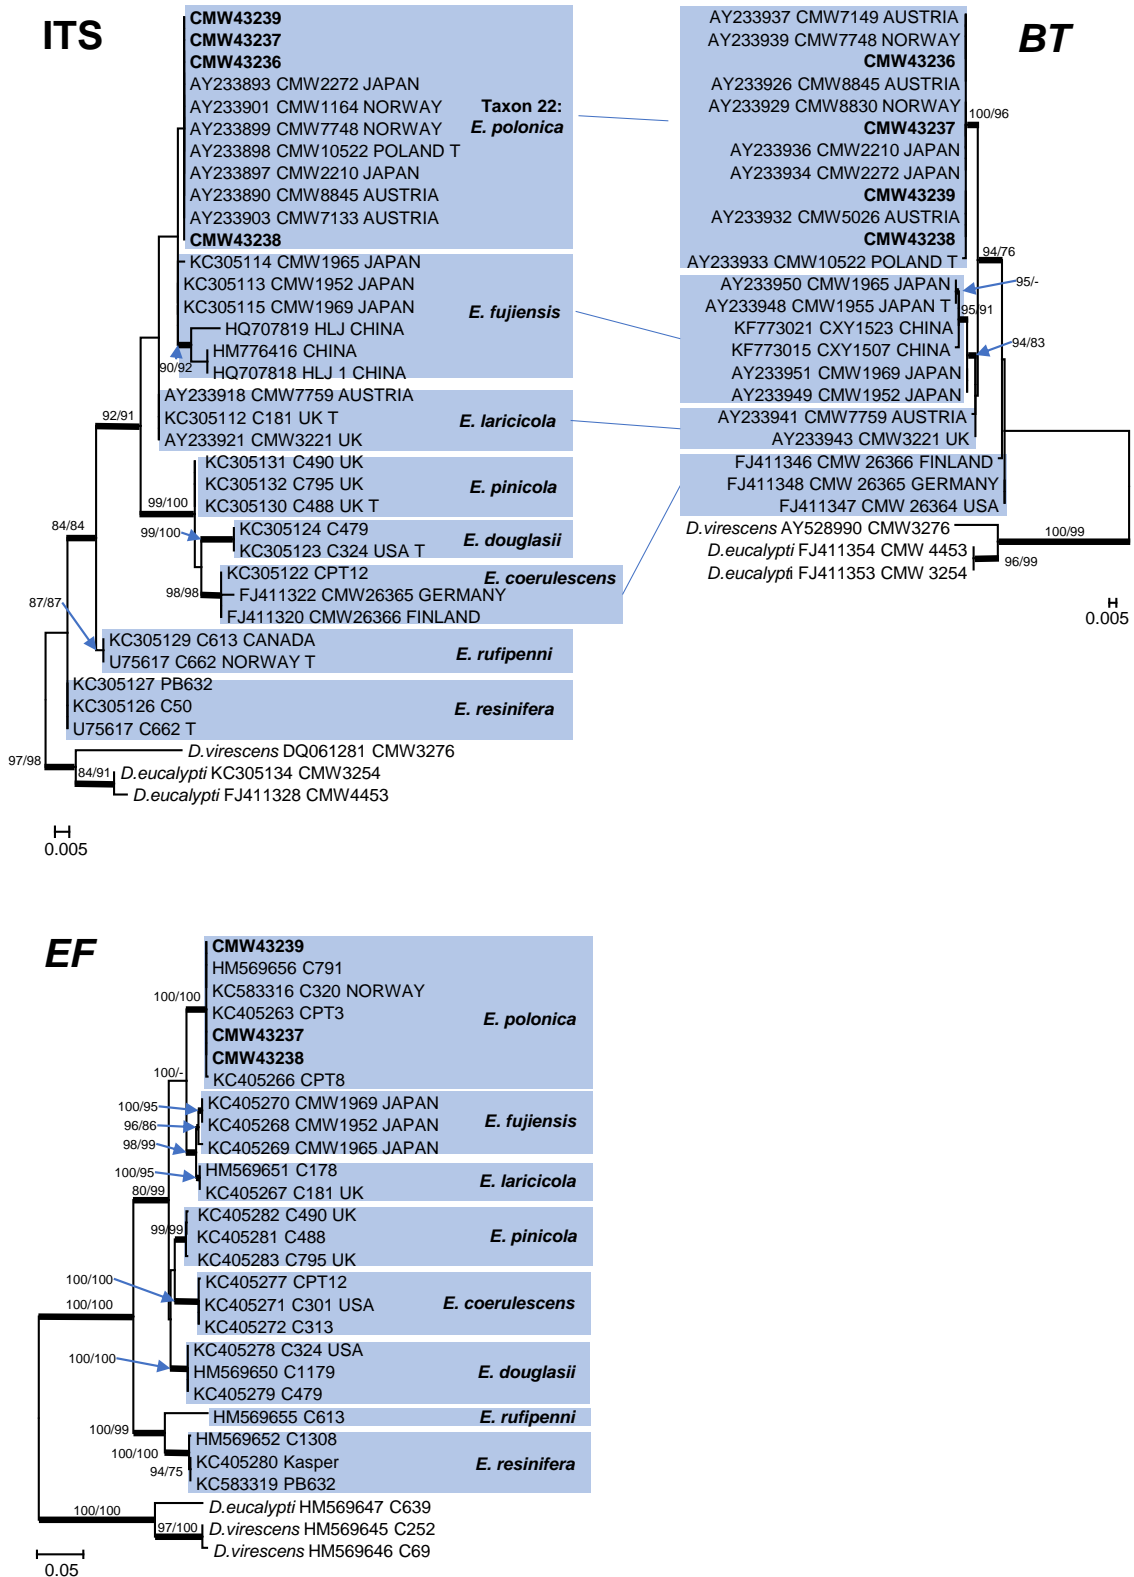 ITS
CMW43239
CMW43237
CMW43236
AY233893 CMW2272 JAPAN
AY233901 CMW1164 NORWAY
AY233899 CMW7748 NORWAY
AY233898 CMW10522 POLAND T
AY233897 CMW2210 JAPAN
AY233890 CMW8845 AUSTRIA
AY233903 CMW7133 AUSTRIA
CMW43238
Taxon 22:
E. polonica
KC305114 CMW1965 JAPAN
KC305113 CMW1952 JAPAN
KC305115 CMW1969 JAPAN
HQ707819 HLJ CHINA
HM776416 CHINA
HQ707818 HLJ 1 CHINA
E. fujiensis
90/92
AY233918 CMW7759 AUSTRIA
KC305112 C181 UK T
AY233921 CMW3221 UK
E. laricicola
92/91
KC305131 C490 UK
KC305132 C795 UK
KC305130 C488 UK T
E. pinicola
99/100
KC305124 C479
KC305123 C324 USA T
E. douglasii
99/100
84/84
KC305122 CPT12
FJ411322 CMW26365 GERMANY
FJ411320 CMW26366 FINLAND
E. coerulescens
98/98
87/87
KC305129 C613 CANADA
U75617 C662 NORWAY T
E. rufipenni
KC305127 PB632
KC305126 C50
U75617 C662 T
E. resinifera
D.virescens DQ061281 CMW3276
D.eucalypti KC305134 CMW3254
D.eucalypti FJ411328 CMW4453
97/98
84/91
0.005
BT
AY233937 CMW7149 AUSTRIA
AY233939 CMW7748 NORWAY
CMW43236
AY233926 CMW8845 AUSTRIA
AY233929 CMW8830 NORWAY
CMW43237
AY233936 CMW2210 JAPAN
AY233934 CMW2272 JAPAN
CMW43239
AY233932 CMW5026 AUSTRIA
CMW43238
AY233933 CMW10522 POLAND T
100/96
94/76
AY233950 CMW1965 JAPAN
AY233948 CMW1955 JAPAN T
KF773021 CXY1523 CHINA
KF773015 CXY1507 CHINA
AY233951 CMW1969 JAPAN
AY233949 CMW1952 JAPAN
95/-
95/91
94/83
AY233941 CMW7759 AUSTRIA
AY233943 CMW3221 UK
FJ411346 CMW 26366 FINLAND
FJ411348 CMW 26365 GERMANY
FJ411347 CMW 26364 USA
D.virescens AY528990 CMW3276
D.eucalypti FJ411354 CMW 4453
D.eucalypti FJ411353 CMW 3254
100/99
96/99
0.005
EF
CMW43239
HM569656 C791
KC583316 C320 NORWAY
KC405263 CPT3
CMW43237
CMW43238
KC405266 CPT8
E. polonica
100/100
100/-
KC405270 CMW1969 JAPAN
KC405268 CMW1952 JAPAN
KC405269 CMW1965 JAPAN
E. fujiensis
100/95
96/86
98/99
HM569651 C178
KC405267 C181 UK
E. laricicola
100/95
80/99
KC405282 C490 UK
KC405281 C488
KC405283 C795 UK
E. pinicola
99/99
KC405277 CPT12
KC405271 C301 USA
KC405272 C313
E. coerulescens
100/100
100/100
KC405278 C324 USA
HM569650 C1179
KC405279 C479
E. douglasii
100/100
HM569655 C613
E. rufipenni
100/99
HM569652 C1308
KC405280 Kasper
KC583319 PB632
E. resinifera
100/100
94/75
D.eucalypti HM569647 C639
D.virescens HM569645 C252
D.virescens HM569646 C69
100/100
97/100
0.05